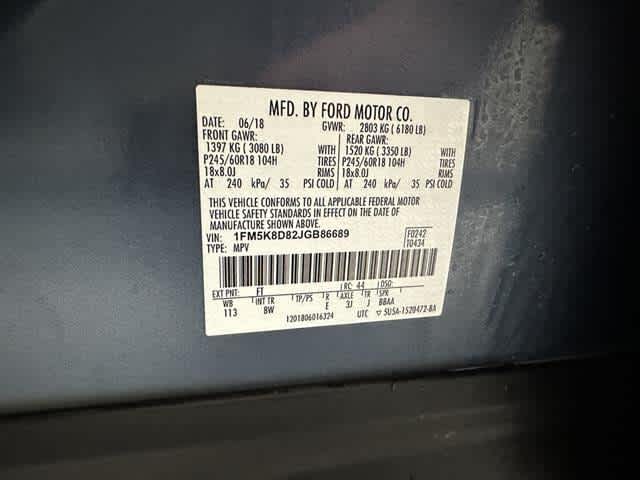 MFD. BY FORD MOTOR CO.
DATE: 06/18 GVWR: 2803 KG ( 6180 LB)
FRONT GAWR: REAR GAWR:
1397 KG ( 3080 LB) WITH 1520 KG ( 3350 LB) WITH
P245/60R18 104H TIRES P245/60R18 104H TIRES
18x8.0J RIMS 18x8.0J RIMS
AT 240 kPa/ 35 PSI COLD AT 240 kPa/ 35 PSI COLD
THIS VEHICLE CONFORMS TO ALL APPLICABLE FEDERAL MOTOR
VEHICLE SAFETY STANDARDS IN EFFECT ON THE DATE OF
MANUFACTURE SHOWN ABOVE.
VIN: 1FM5K8D82JGB86689 F0242
TYPE: MPV T0434
EXT PNT: FT RC: 44 DSO:
WB INT TR TP/PS R AXLE TR SPR
113 8W E 3J J BBAA
1201806016324 UTC ▽ 5U5A-1520472-BA